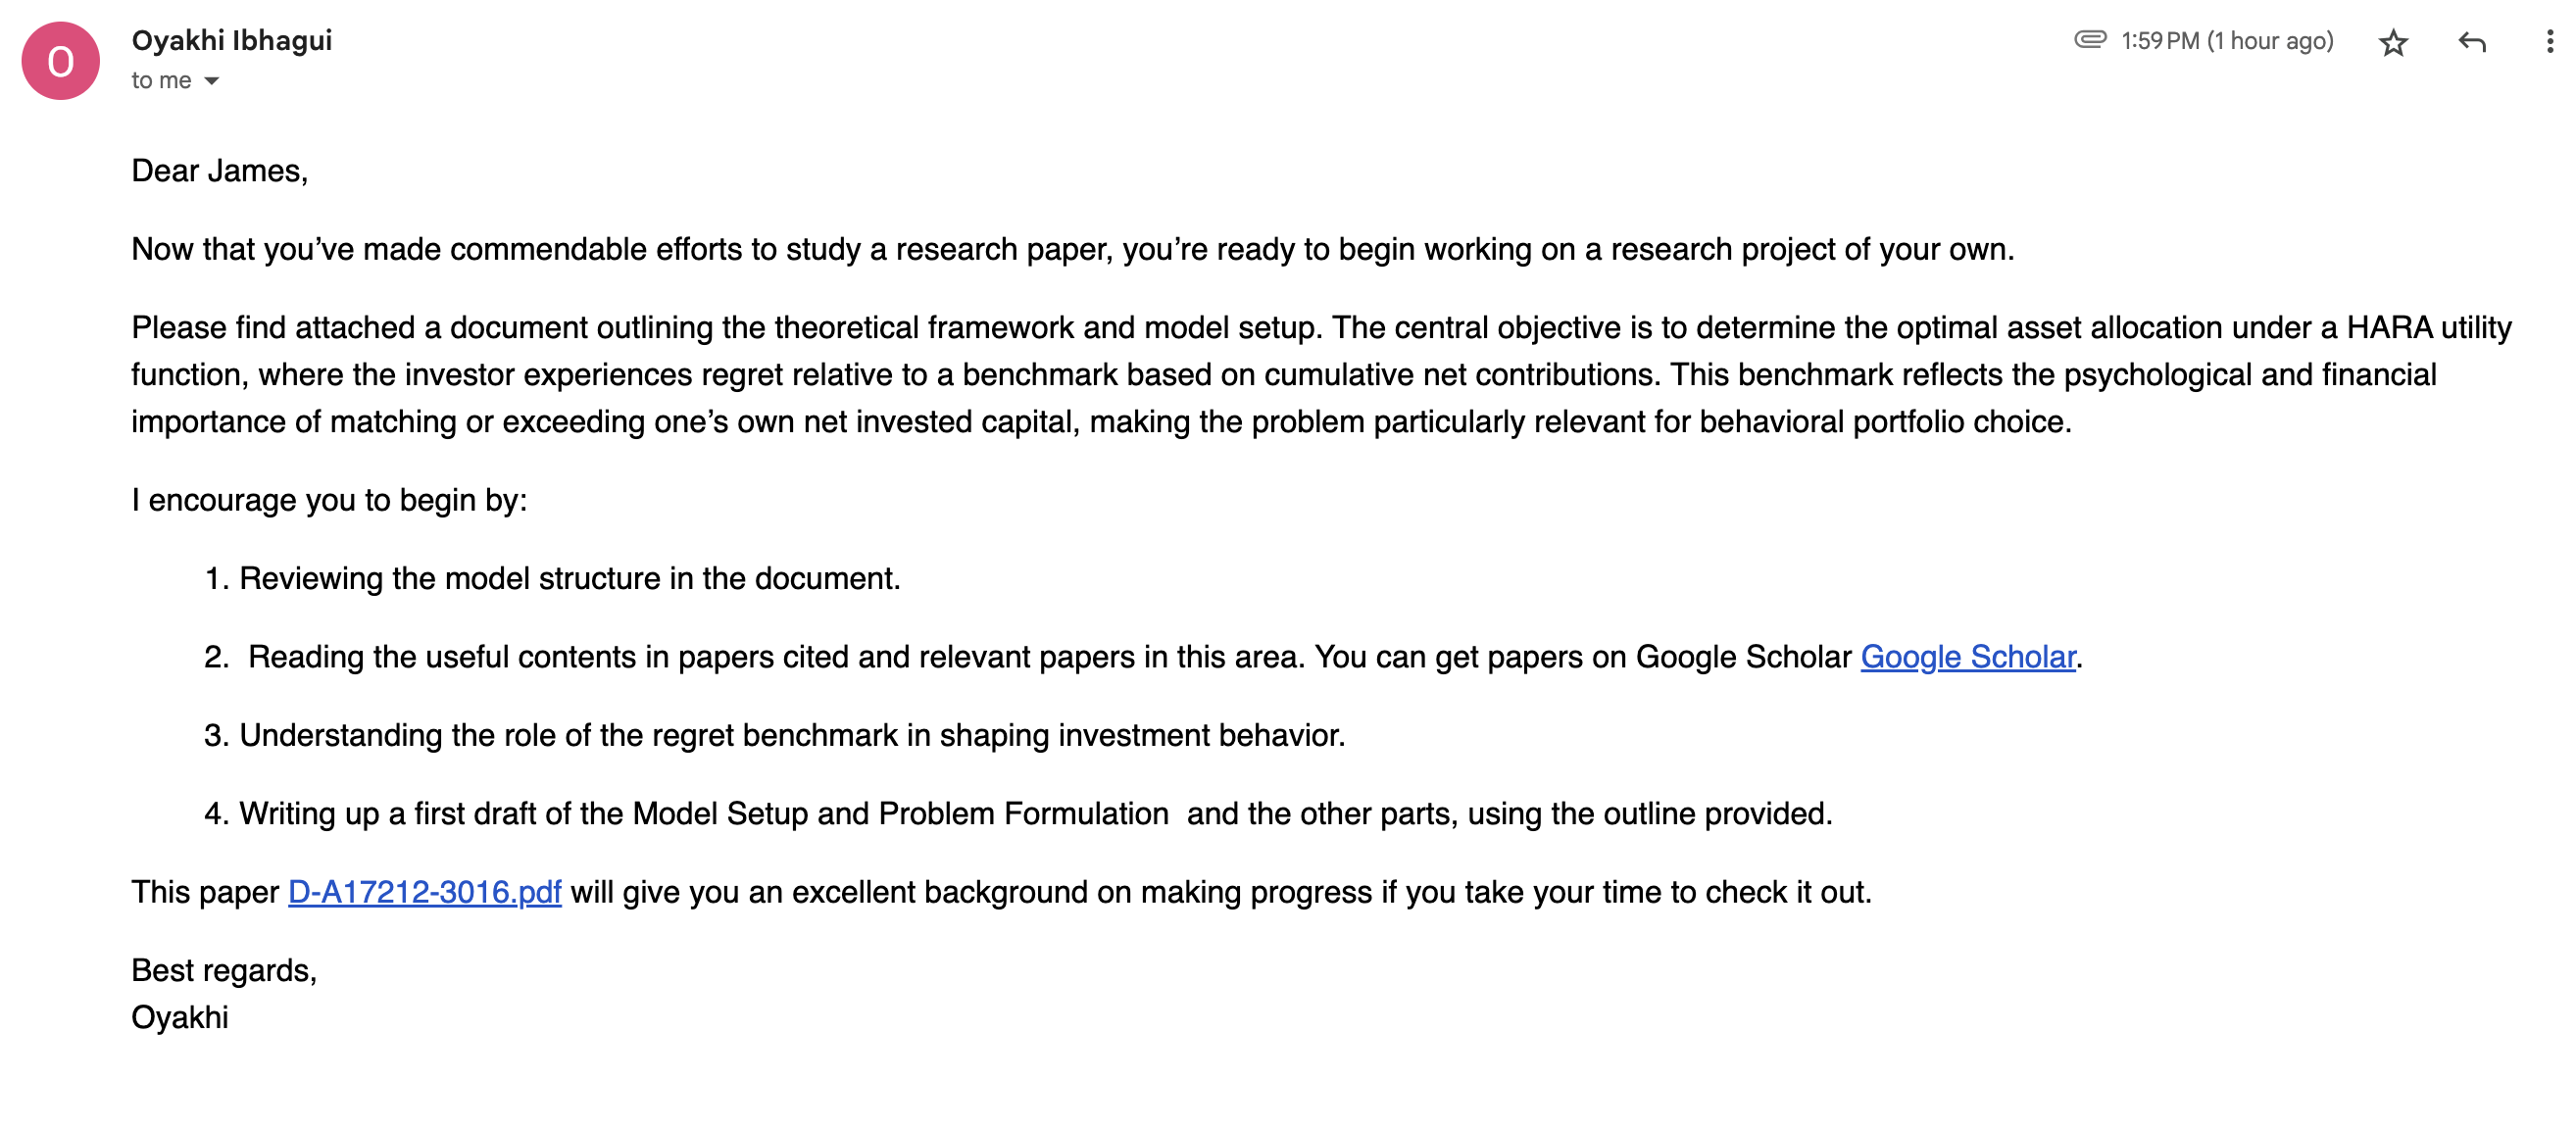 O
Oyakhi Ibhagui
1:59 PM (1 hour ago)
to me
Dear James,
Now that you’ve made commendable efforts to study a research paper, you’re ready to begin working on a research project of your own.
Please find attached a document outlining the theoretical framework and model setup. The central objective is to determine the optimal asset allocation under a HARA utility
function, where the investor experiences regret relative to a benchmark based on cumulative net contributions. This benchmark reflects the psychological and financial
importance of matching or exceeding one’s own net invested capital, making the problem particularly relevant for behavioral portfolio choice.
I encourage you to begin by:
1. Reviewing the model structure in the document.
2.  Reading the useful contents in papers cited and relevant papers in this area. You can get papers on Google Scholar Google Scholar.
3. Understanding the role of the regret benchmark in shaping investment behavior.
4. Writing up a first draft of the Model Setup and Problem Formulation  and the other parts, using the outline provided.
This paper D-A17212-3016.pdf will give you an excellent background on making progress if you take your time to check it out.
Best regards,
Oyakhi